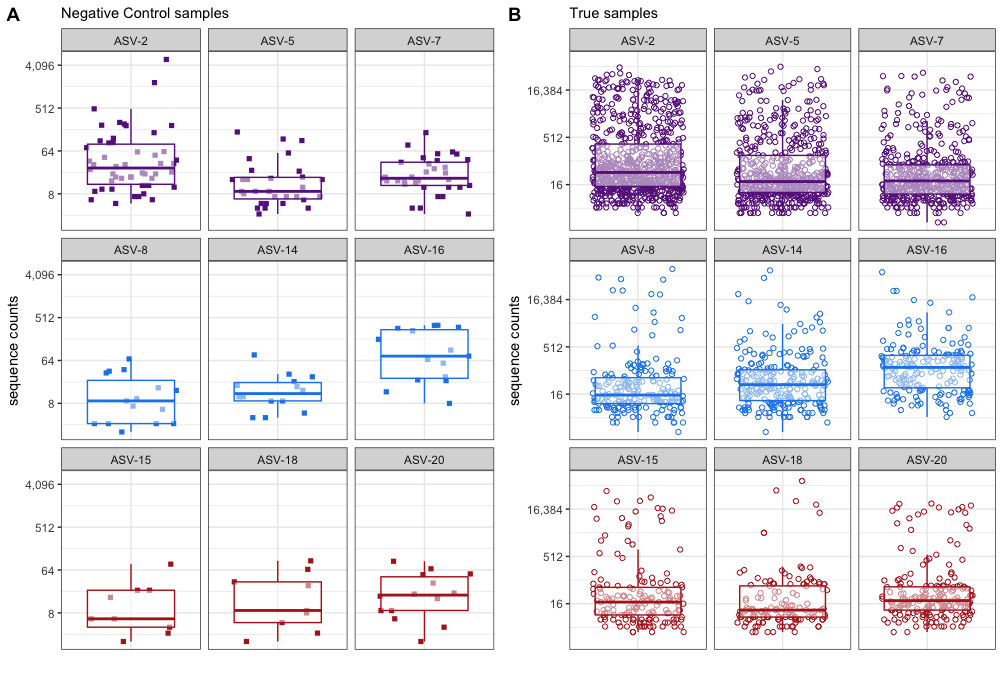 A Negative Control samples
ASV-2 ASV-5 ASV-7
4,096
512
64
8
ASV-8 ASV-14 ASV-16
4,096
512
64
8
ASV-15 ASV-18 ASV-20
4,096
512
64
8
sequence counts
B True samples
ASV-2 ASV-5 ASV-7
16,384
512
16
ASV-8 ASV-14 ASV-16
16,384
512
16
ASV-15 ASV-18 ASV-20
16,384
512
16
sequence counts